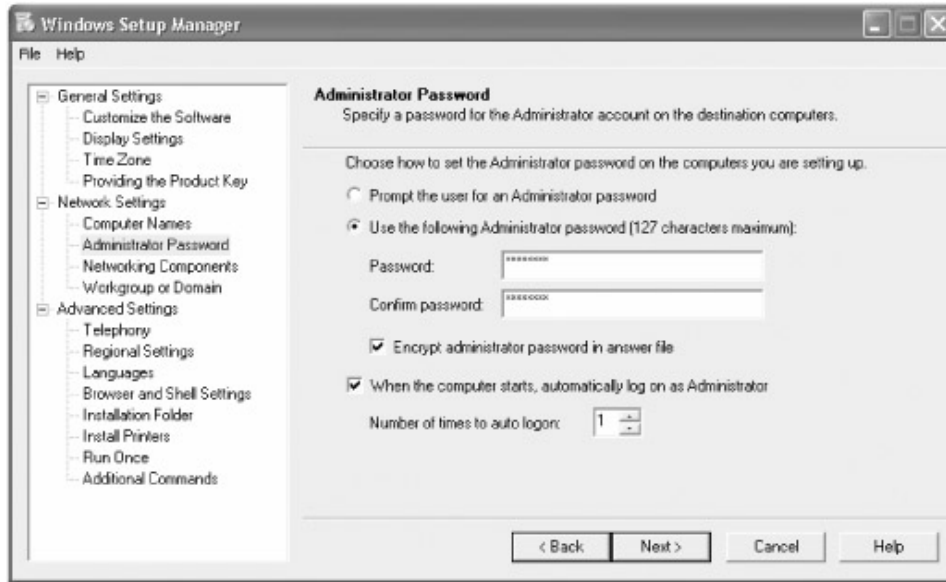 Windows Setup Manager
File Help
General Settings
Customize the Software
Display Settings
Time Zone
Providing the Product Key
Network Settings
Computer Names
Administrator Password
Networking Components
Workgroup or Domain
Advanced Settings
Telephony
Regional Settings
Languages
Browser and Shell Settings
Installation Folder
Install Printers
Run Once
Additional Commands
Administrator Password
Specify a password for the Administrator account on the destination computers.
Choose how to set the Administrator password on the computers you are setting up.
Prompt the user for an Administrator password
Use the following Administrator password (127 characters maximum):
Password: ********
Confirm password: ********
Encrypt administrator password in answer file
When the computer starts, automatically log on as Administrator
Number of times to auto logon: 1
< Back Next > Cancel Help